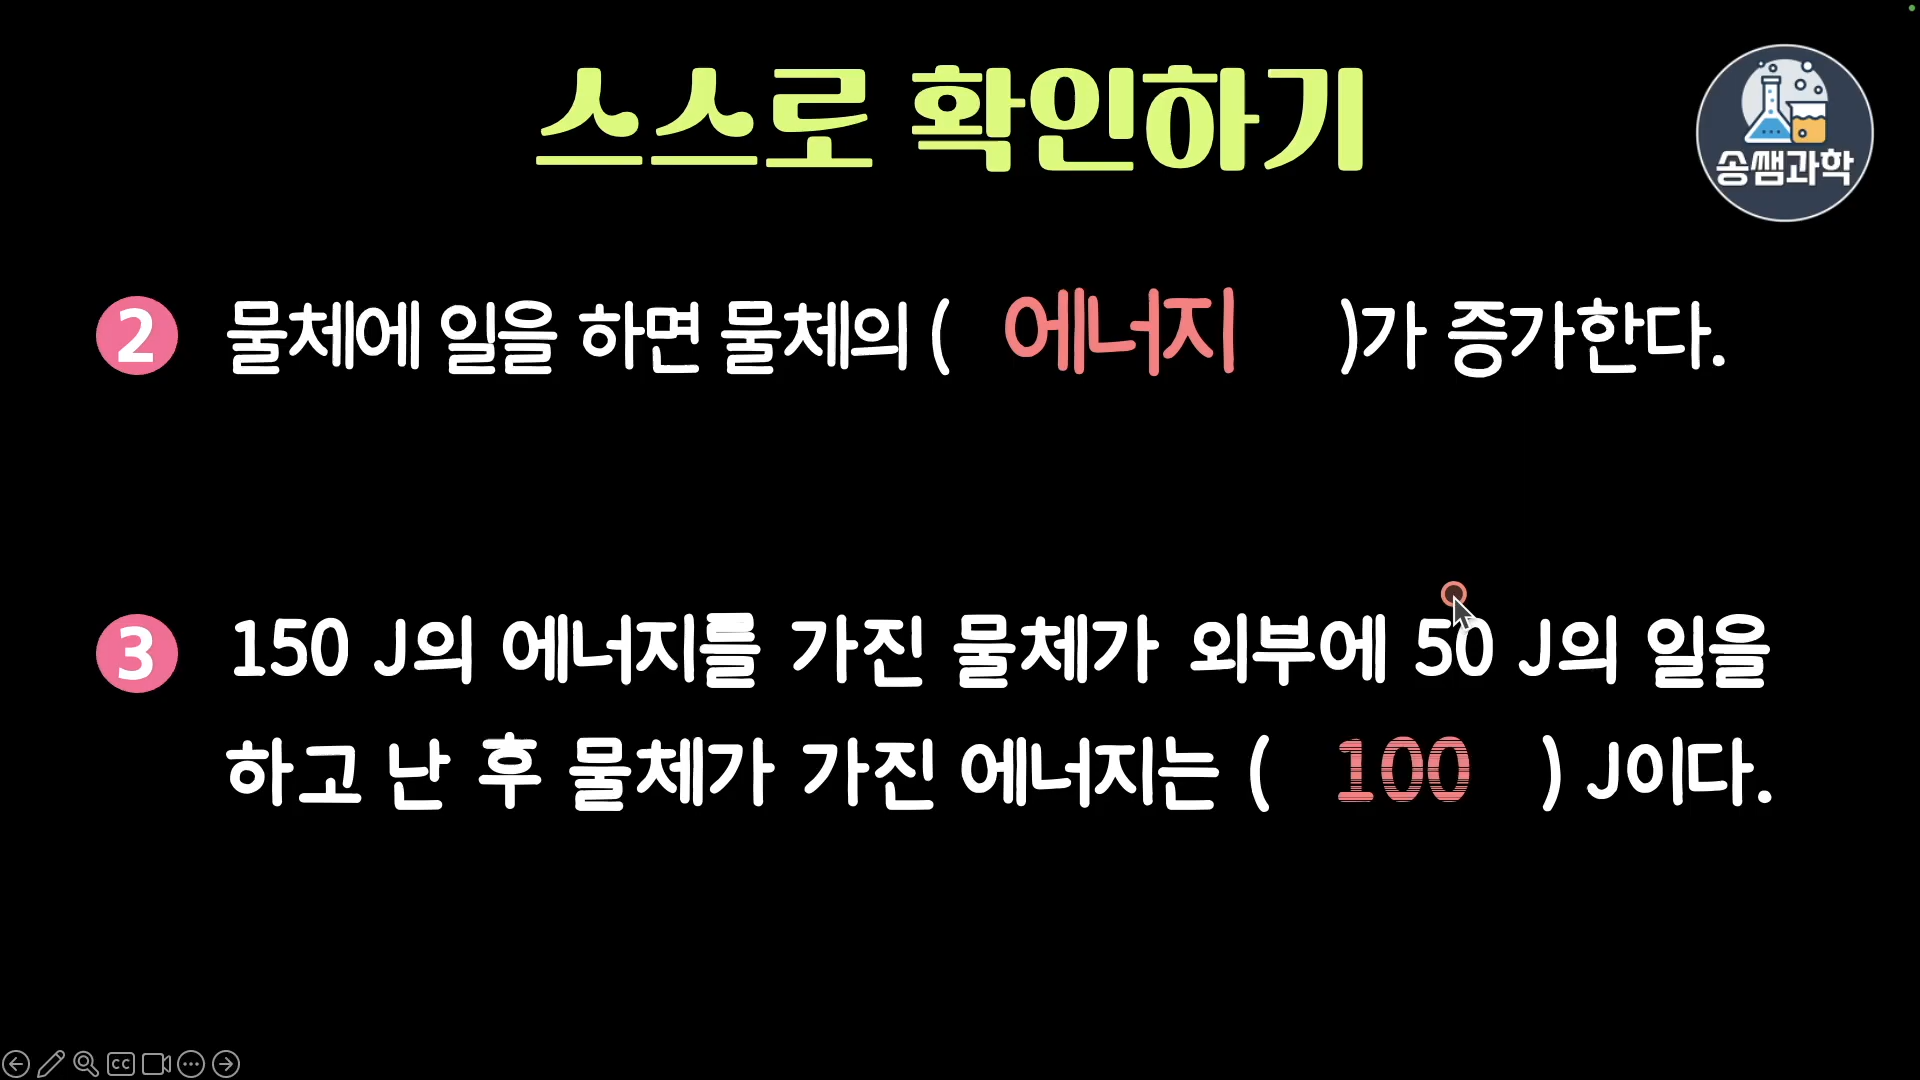 스스로 확인하기
송쌤과학
2 물체에 일을 하면 물체의 ( 에너지 )가 증가한다.
3 150 J의 에너지를 가진 물체가 외부에 50 J의 일을
하고 난 후 물체가 가진 에너지는 ( 100 ) J이다.
CC